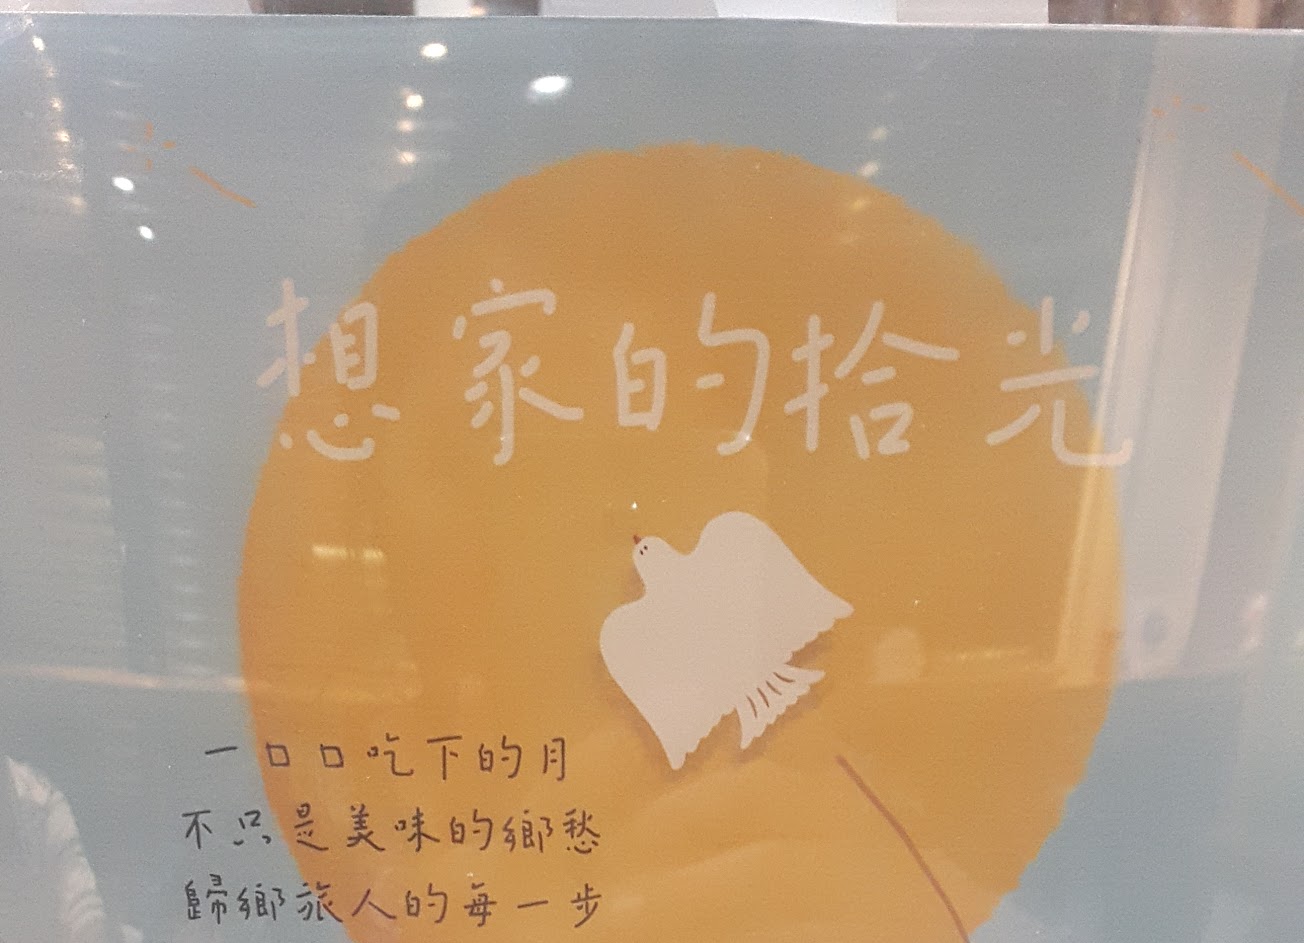 想家的拾光
一口口吃下的月
不只是美味的鄉愁
歸鄉旅人的每一步